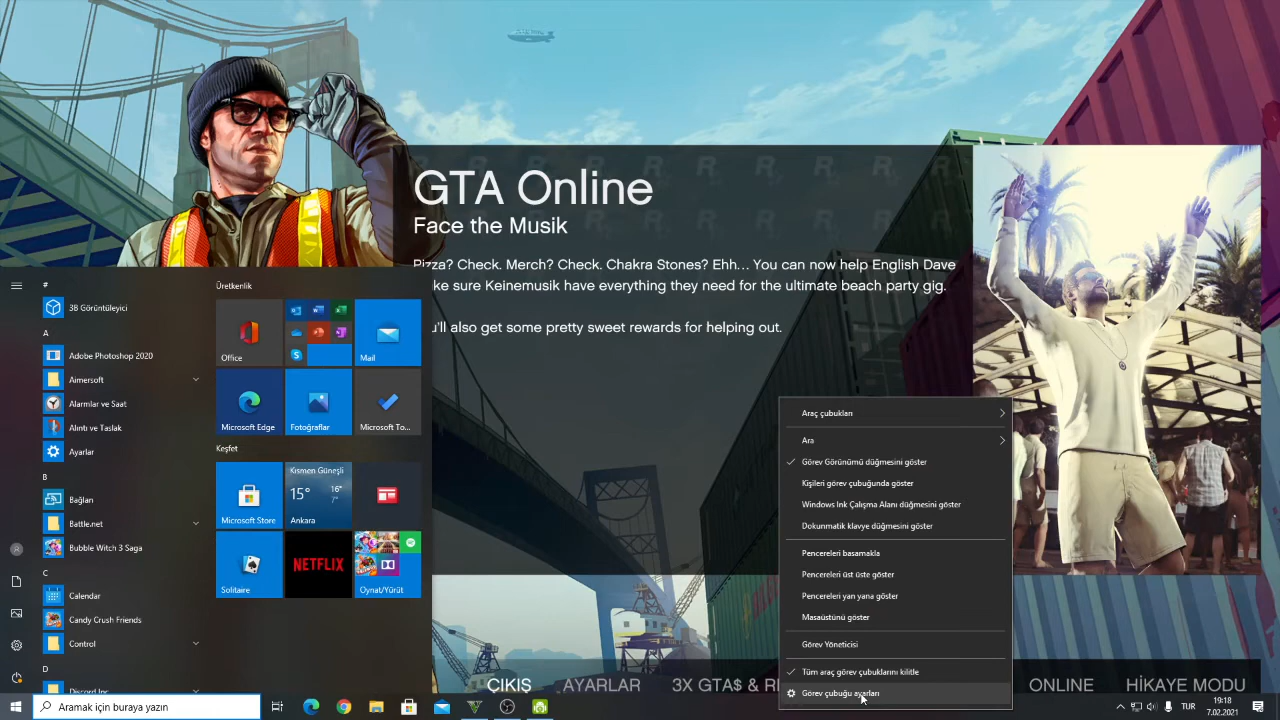 GTA Online
Face the Musik
Pizza? Check. Merch? Check. Chakra Stones? Ehh... You can now help English Dave
ke sure Keinemusik have everything they need for the ultimate beach party gig.
'll also get some pretty sweet rewards for helping out.
#
3B Görüntüleyici
A
Adobe Photoshop 2020
Aimersoft
Alarmlar ve Saat
Alıntı ve Taslak
Ayarlar
B
Bağlan
Battle.net
Bubble Witch 3 Saga
C
Calendar
Candy Crush Friends
Control
D
Discord Inc
Üretkenlik
Office
Mail
Microsoft Edge
Fotoğraflar
Microsoft To...
Keşfet
Microsoft Store
Kısmen Güneşli
15° 16° 7°
Ankara
Solitaire
NETFLIX
Oynat/Yürüt
Araç çubukları
Ara
Görev Görünümü düğmesini göster
Kişileri görev çubuğunda göster
Windows Ink Çalışma Alanı düğmesini göster
Dokunmatik klavye düğmesini göster
Pencereleri basamakla
Pencereleri üst üste göster
Pencereleri yan yana göster
Masaüstünü göster
Görev Yöneticisi
Tüm araç görev çubuklarını kilitle
Görev çubuğu ayarları
ÇIKIŞ AYARLAR 3X GTA$ & R ONLINE HİKAYE MODU
Aramak için buraya yazın
TUR
19:18
7.02.2021